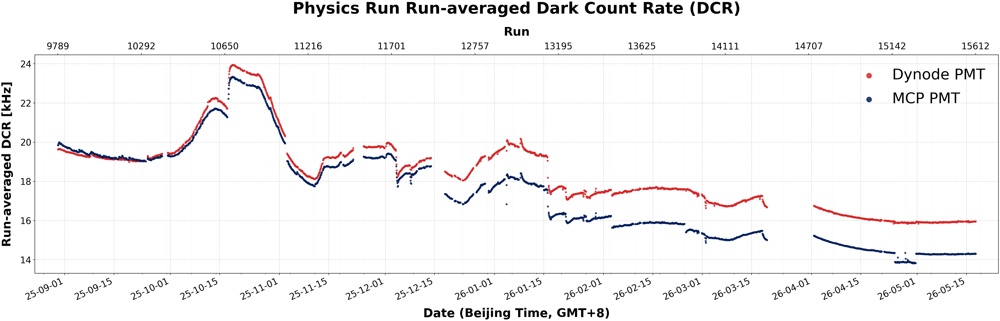 Physics Run Run-averaged Dark Count Rate (DCR)
Run
9789 10292 10650 11216 11701 12757 13195 13625 14111 14707 15142 15612
Run-averaged DCR [kHz]
24
22
20
18
16
14
Dynode PMT
MCP PMT
25-09-01 25-09-15 25-10-01 25-10-15 25-11-01 25-11-15 25-12-01 25-12-15 26-01-01 26-01-15 26-02-01 26-02-15 26-03-01 26-03-15 26-04-01 26-04-15 26-05-01 26-05-15
Date (Beijing Time, GMT+8)